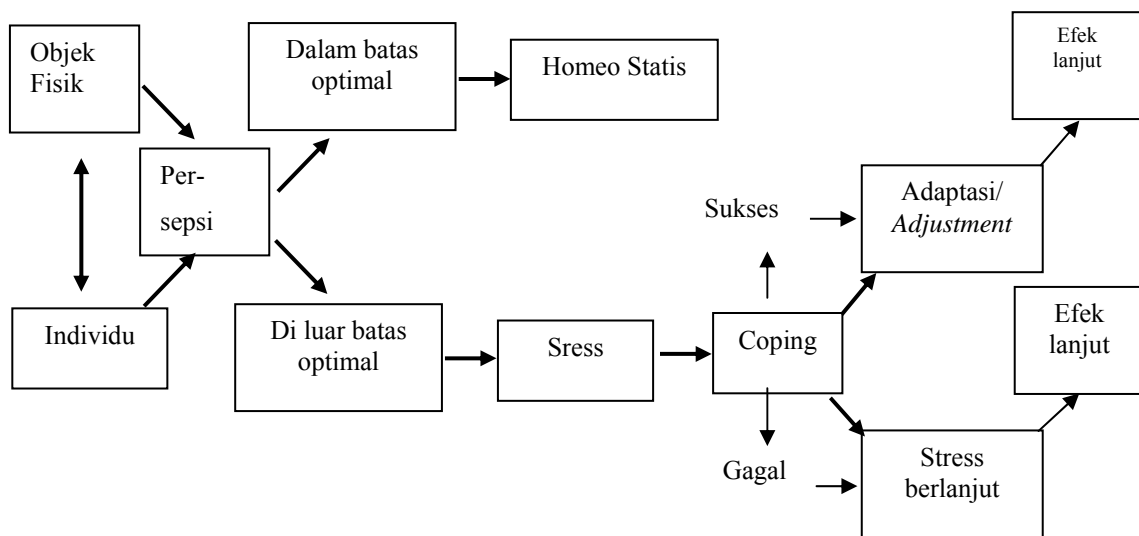 Objek
Fisik
Dalam batas
optimal
Homeo Statis
Efek
lanjut
Per-
sepsi
Sukses
Adaptasi/
Adjustment
Individu
Di luar batas
optimal
Sress
Coping
Efek
lanjut
Gagal
Stress
berlanjut